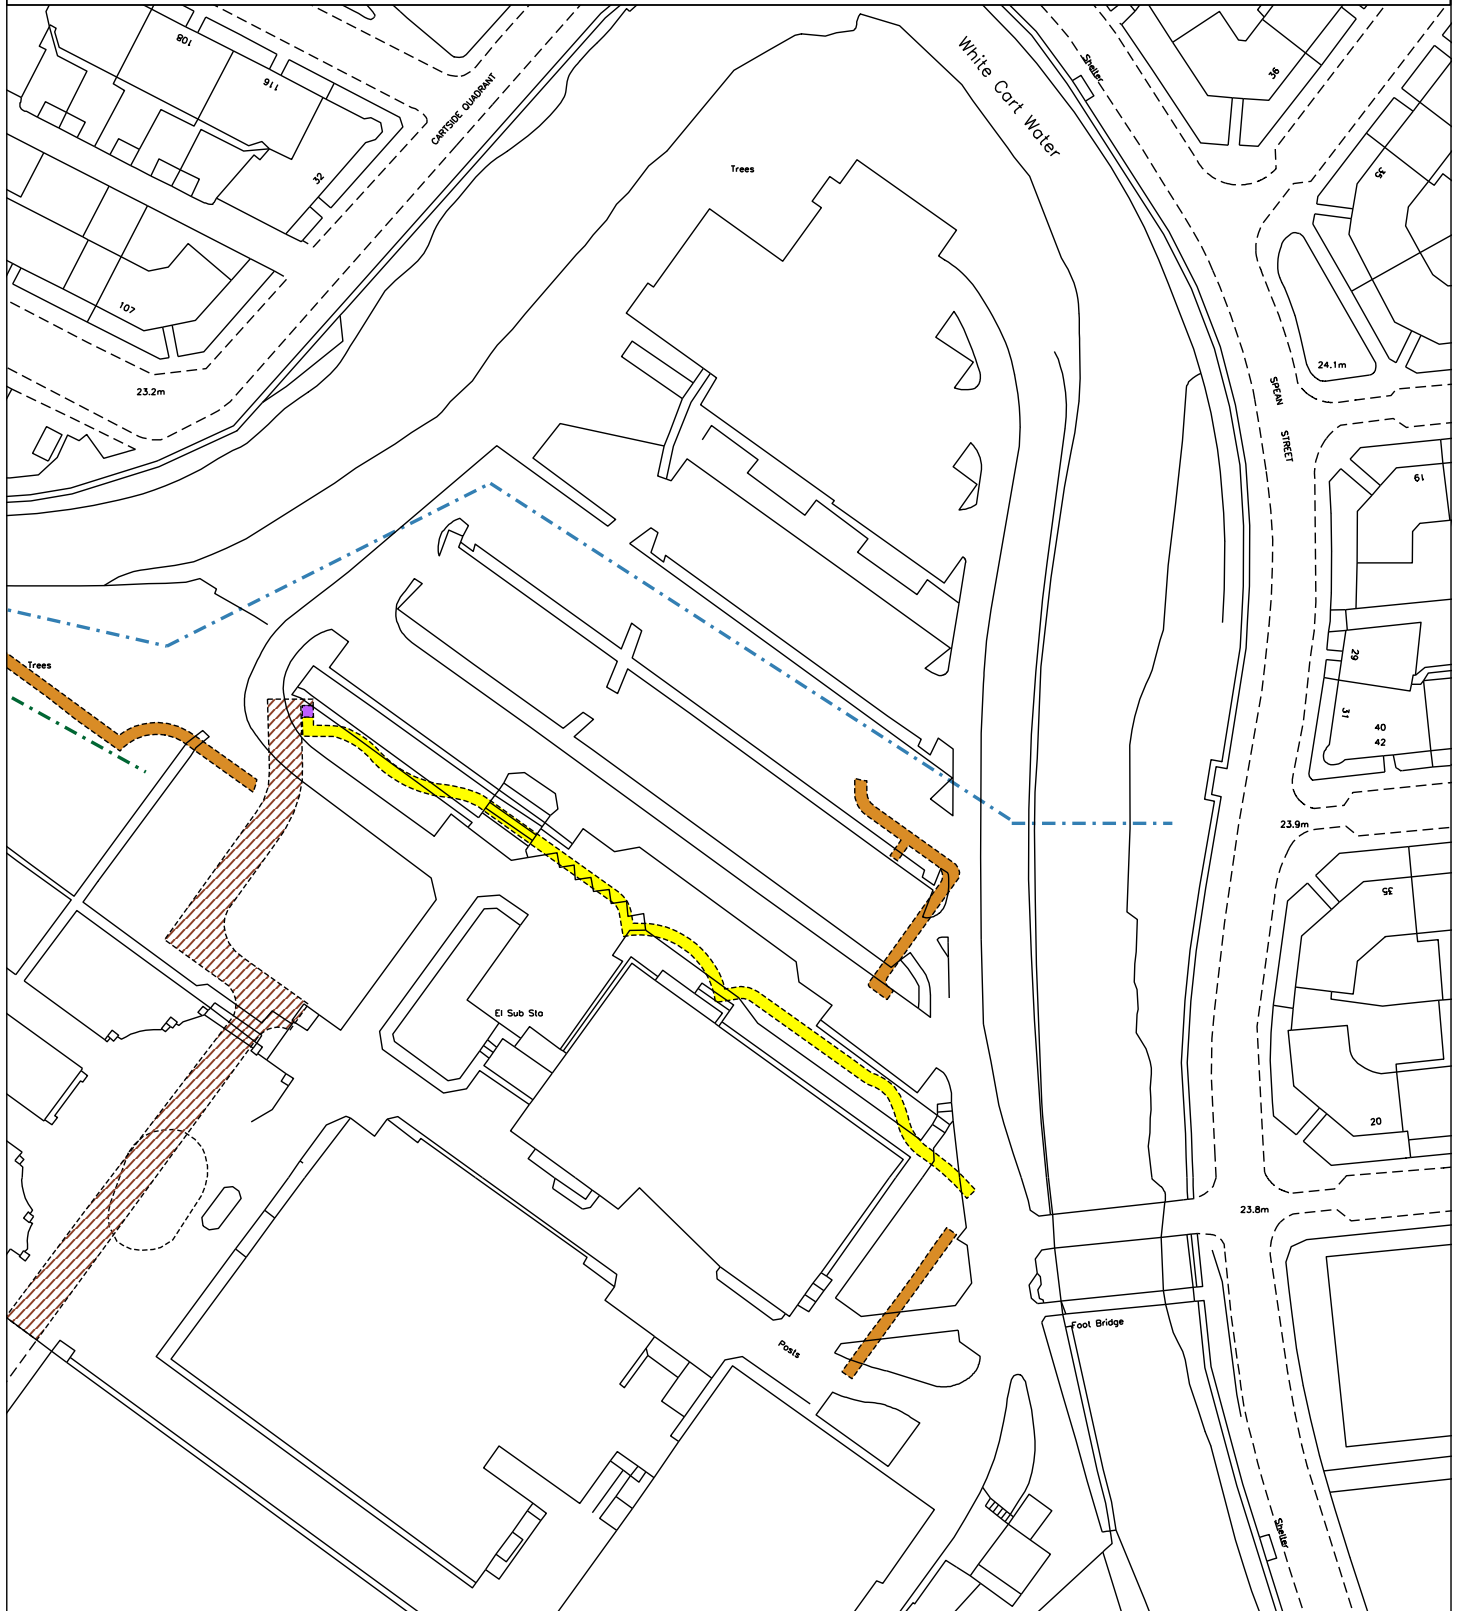 108
116
CARTSIDE QUADRANT
White Cart Water
Shelter
36
Trees
32
35
107
23.2m
24.1m
SPEAN
STREET
19
Trees
29
31
40
42
23.9m
35
El Sub Sta
20
23.8m
Foot Bridge
Posts
Shelter